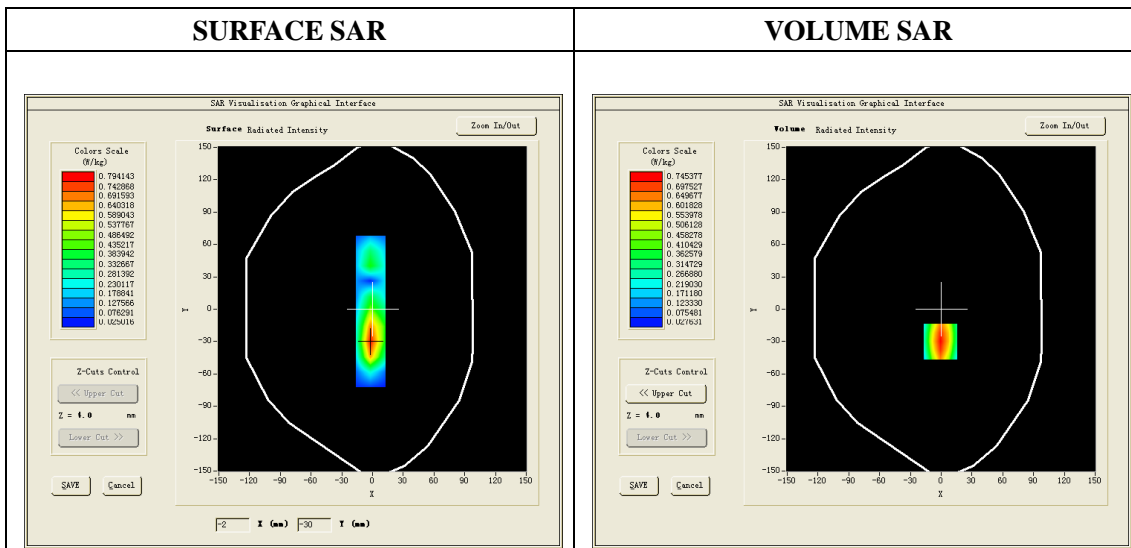 SURFACE SAR
VOLUME SAR
SAR Visualisation Graphical Interface
Surface Radiated Intensity
Zoom In/Out
Colors Scale
(W/kg)
0.794143
0.742868
0.691593
0.640318
0.589043
0.537767
0.486492
0.435217
0.383942
0.332667
0.281392
0.230117
0.178841
0.127566
0.076291
0.025016
150
120
90
60
30
0
-30
-60
-90
-120
-150
Y
-150 -120 -90 -60 -30 0 30 60 90 120 150
X
Z-Cuts Control
<< Upper Cut
Z = 4.0 mm
Lower Cut >>
SAVE Cancel
-2 X (mm) -30 Y (mm)
SAR Visualisation Graphical Interface
Volume Radiated Intensity
Zoom In/Out
Colors Scale
(W/kg)
0.745377
0.697527
0.649677
0.601828
0.553978
0.506128
0.458278
0.410429
0.362579
0.314729
0.266880
0.219030
0.171180
0.123330
0.075481
0.027631
150
120
90
60
30
0
-30
-60
-90
-120
-150
Y
-150 -120 -90 -60 -30 0 30 60 90 120 150
X
Z-Cuts Control
<< Upper Cut
Z = 4.0 mm
Lower Cut >>
SAVE Cancel